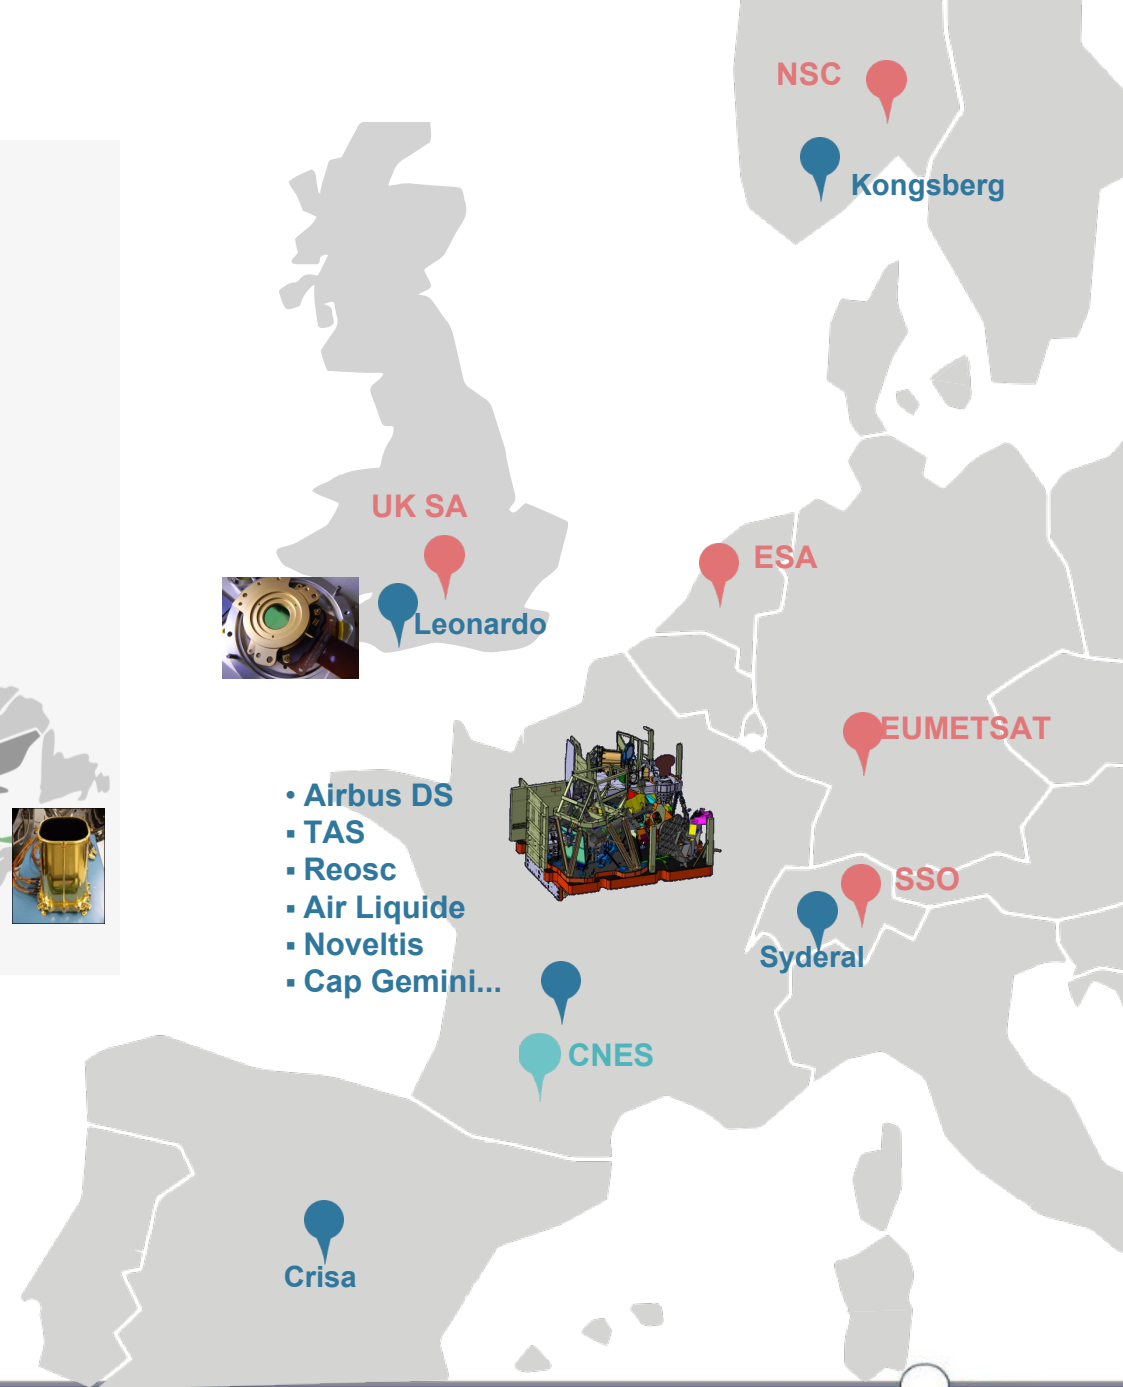 NSC
Kongsberg
UK SA
ESA
Leonardo
EUMETSAT
• Airbus DS
▪ TAS
▪ Reosc
▪ Air Liquide
▪ Noveltis
▪ Cap Gemini...
SSO
Syderal
CNES
Crisa